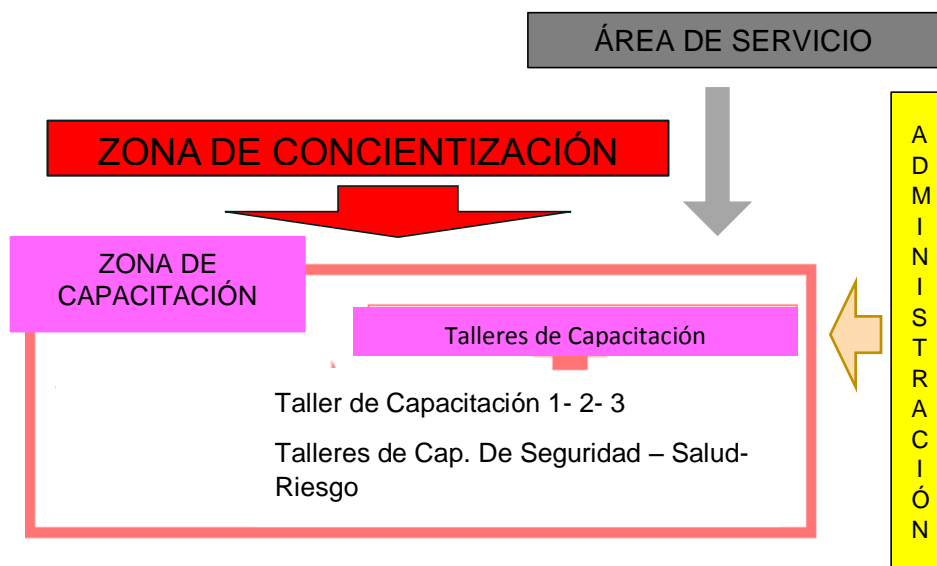 ÁREA DE SERVICIO
ZONA DE CONCIENTIZACIÓN
ADMINISTRACIÓN
ZONA DE
CAPACITACIÓN
Talleres de Capacitación
Taller de Capacitación 1- 2- 3
Talleres de Cap. De Seguridad – Salud-
Riesgo